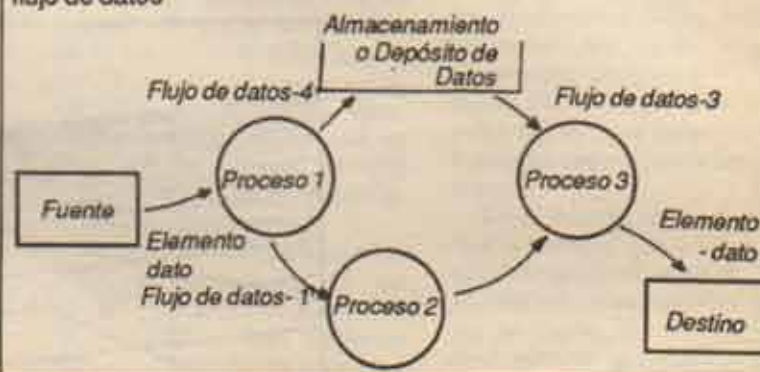 flujo de datos
Almacenamiento
o Depósito de
Datos
Flujo de datos-4
Flujo de datos-3
Proceso 1
Proceso 3
Fuente
Elemento
dato
Flujo de datos- 1
Proceso 2
Elemento
- dato
Destino